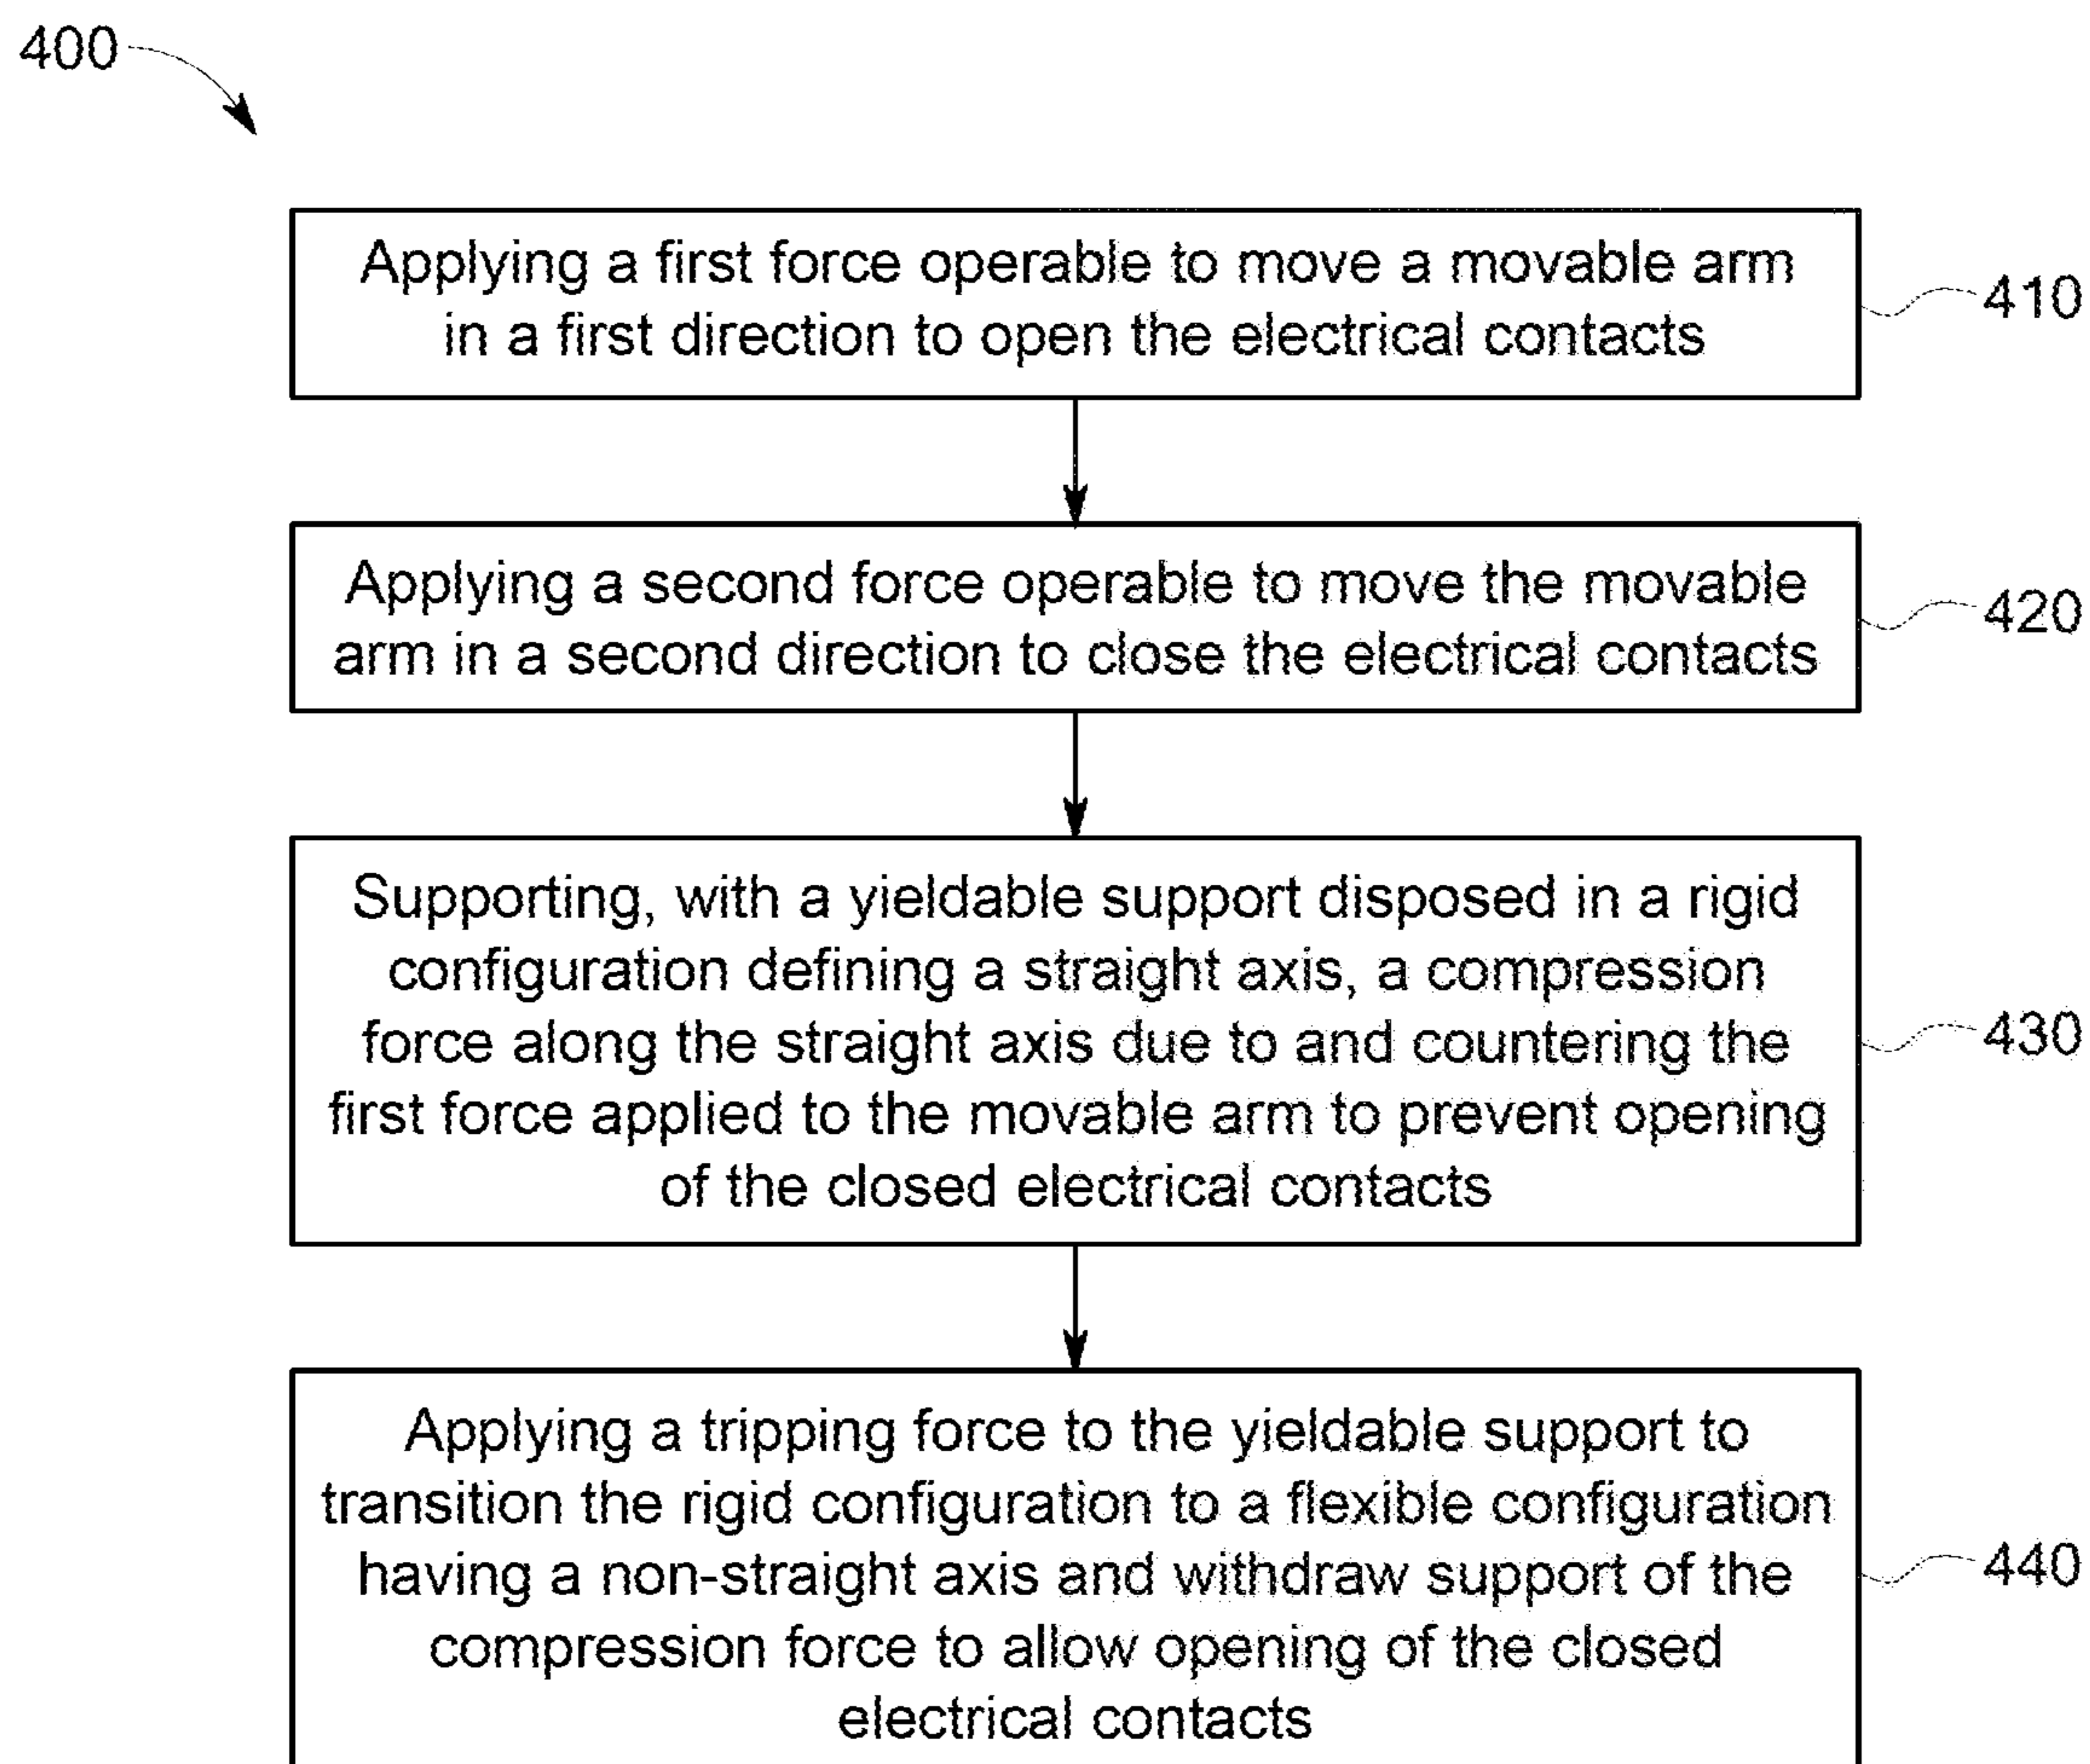 400
Applying a first force operable to move a movable arm
in a first direction to open the electrical contacts
410
Applying a second force operable to move the movable
arm in a second direction to close the electrical contacts
420
Supporting, with a yieldable support disposed in a rigid
configuration defining a straight axis, a compression
force along the straight axis due to and countering the
first force applied to the movable arm to prevent opening
of the closed electrical contacts
430
Applying a tripping force to the yieldable support to
transition the rigid configuration to a flexible configuration
having a non-straight axis and withdraw support of the
compression force to allow opening of the closed
electrical contacts
440